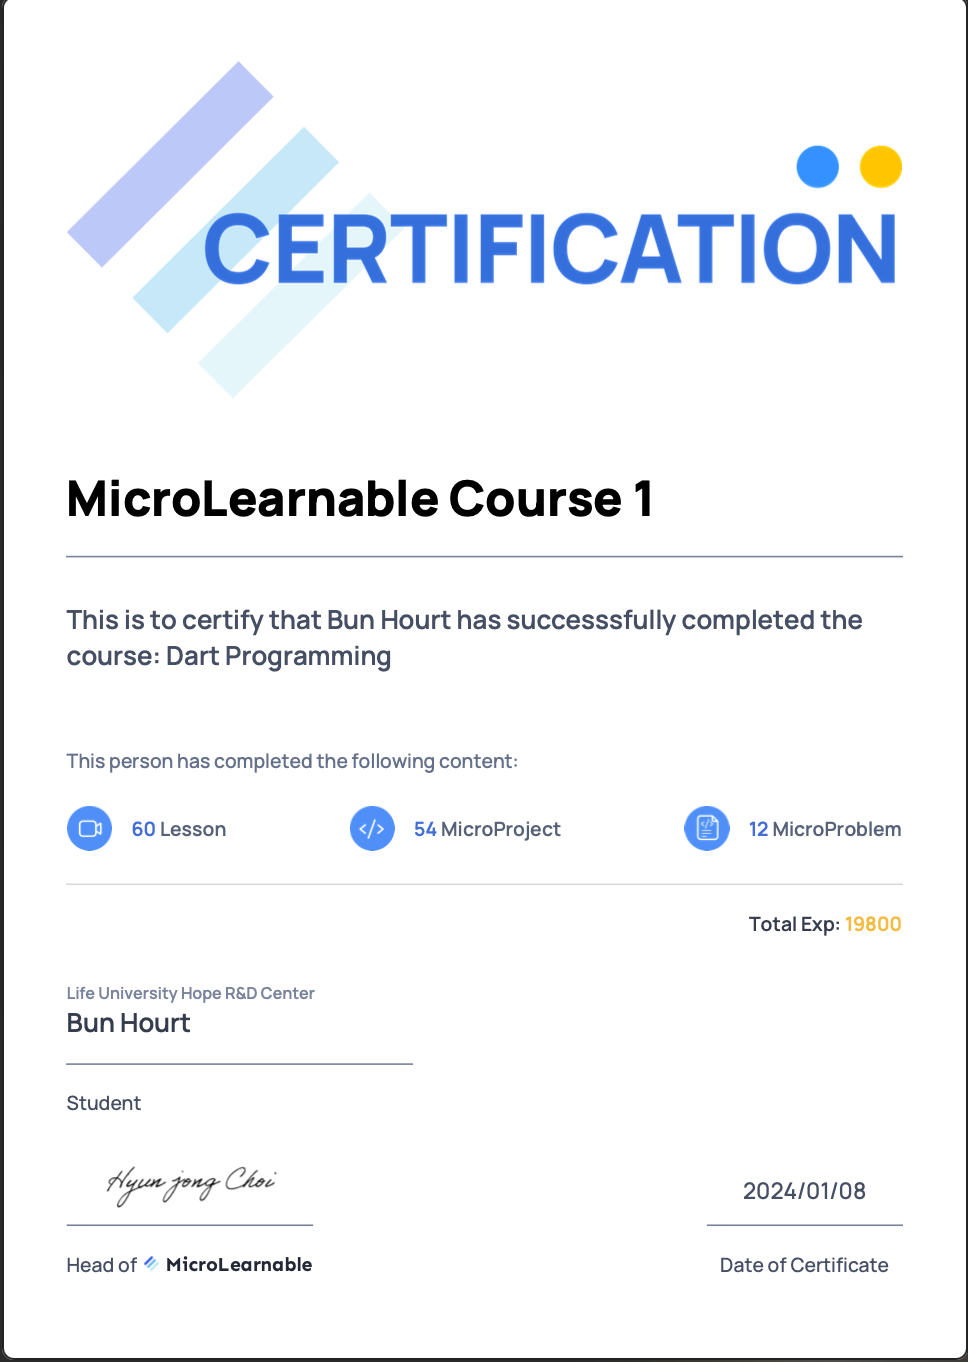 CERTIFICATION
MicroLearnable Course 1
This is to certify that Bun Hourt has successsfully completed the
course: Dart Programming
This person has completed the following content:
60 Lesson
54 MicroProject
12 MicroProblem
Total Exp: 19800
Life University Hope R&D Center
Bun Hourt
Student
Hyun jong Choi
2024/01/08
Head of MicroLearnable
Date of Certificate